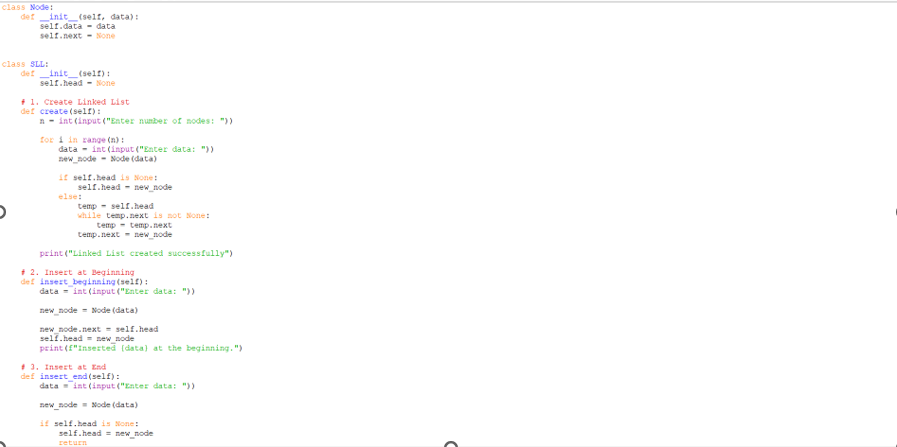 class Node:
    def __init__(self, data):
        self.data = data
        self.next = None
class SLL:
    def __init__(self):
        self.head = None
    # 1. Create Linked List
    def create(self):
        n = int(input("Enter number of nodes: "))
        for i in range(n):
            data = int(input("Enter data: "))
            new_node = Node(data)
            if self.head is None:
                self.head = new_node
            else:
                temp = self.head
                while temp.next is not None:
                    temp = temp.next
                temp.next = new_node
        print("Linked List created successfully")
    # 2. Insert at Beginning
    def insert_beginning(self):
        data = int(input("Enter data: "))
        new_node = Node(data)
        new_node.next = self.head
        self.head = new_node
        print(f"Inserted {data} at the beginning.")
    # 3. Insert at End
    def insert_end(self):
        data = int(input("Enter data: "))
        new_node = Node(data)
        if self.head is None:
            self.head = new_node
            return